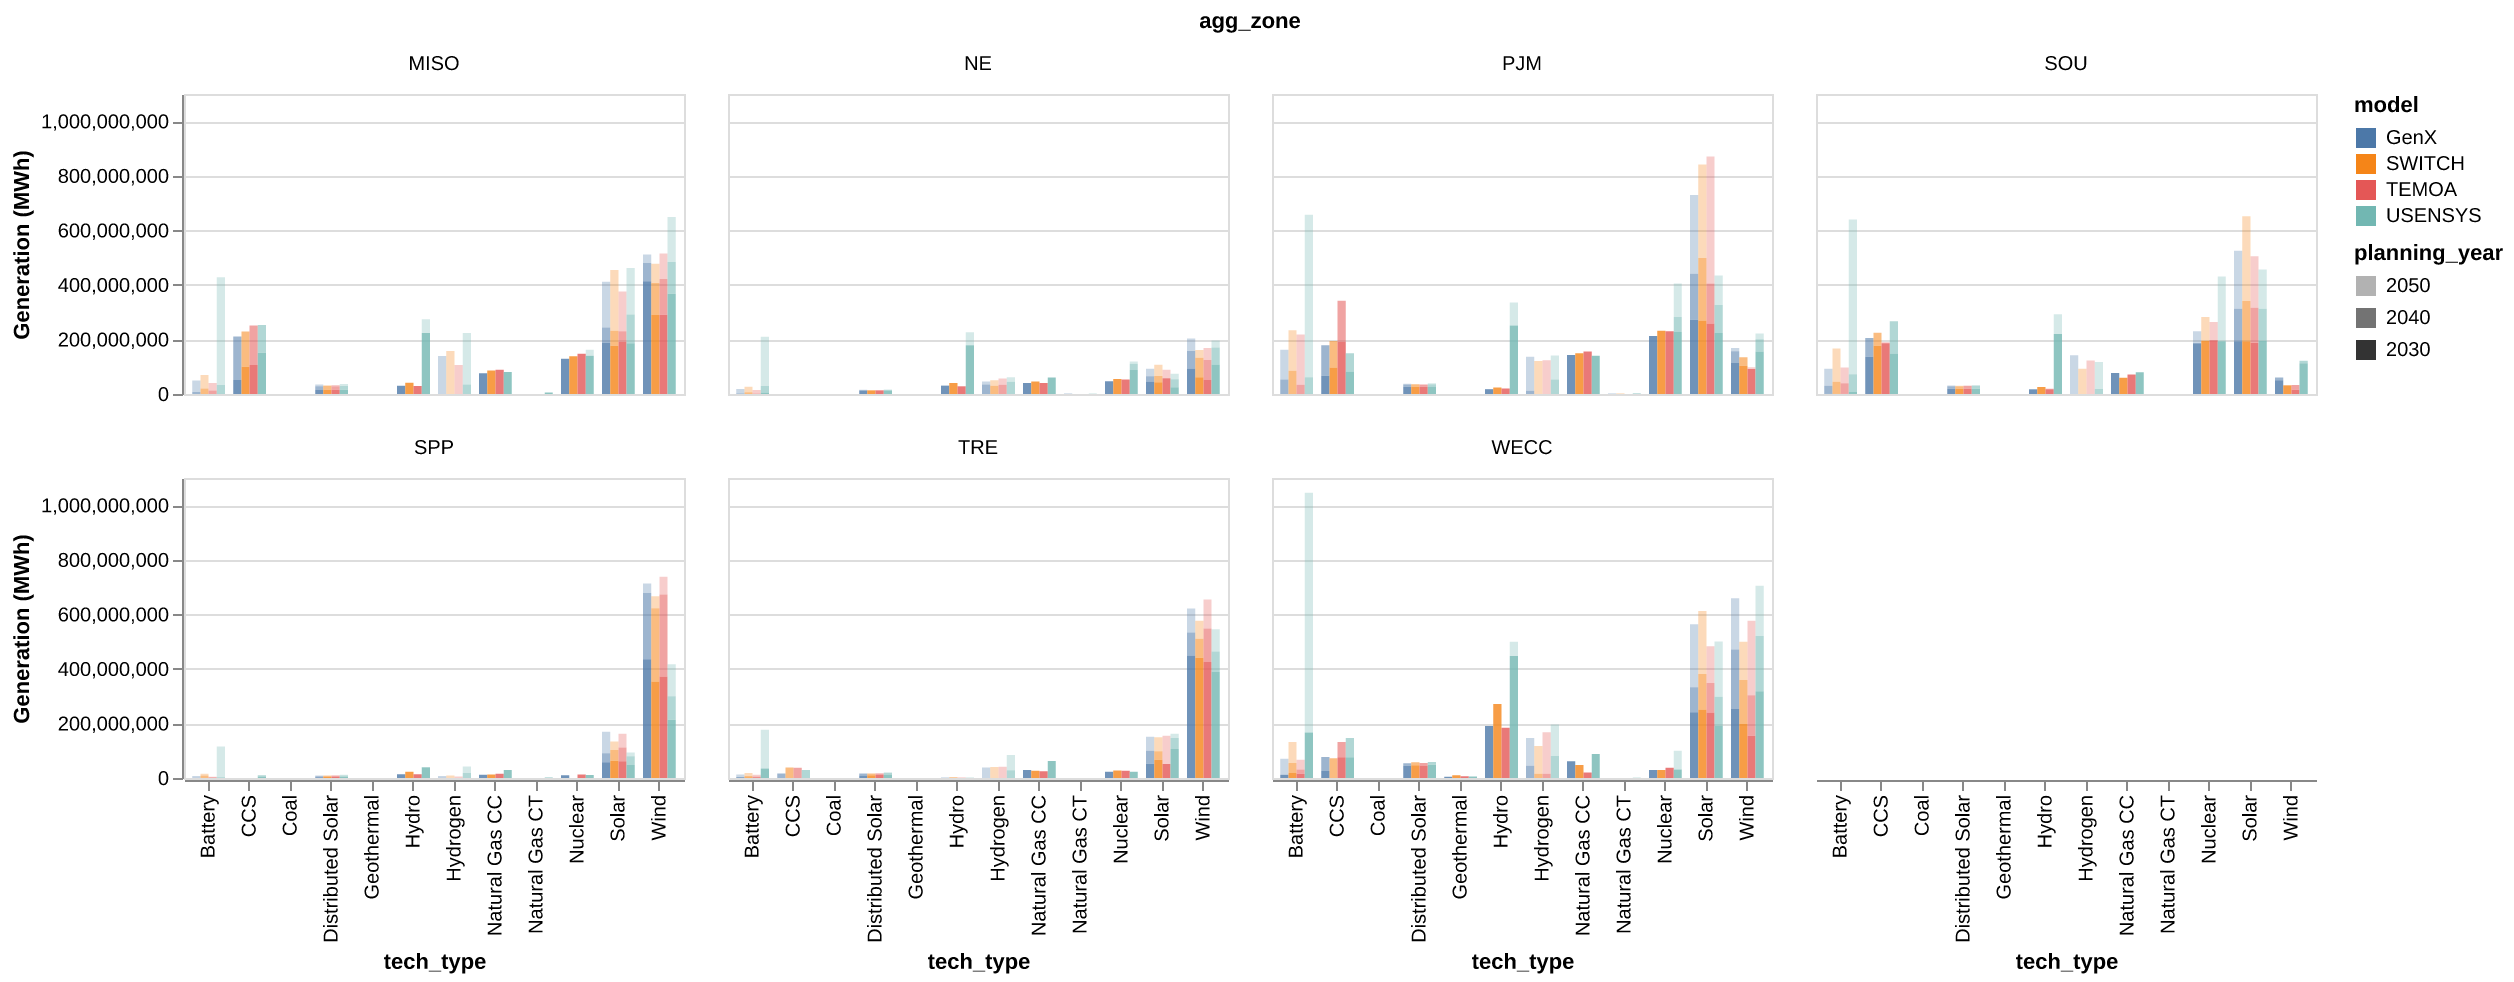 agg_zone
MISO
NE
PJM
SOU
Generation (MWh)
1,000,000,000
800,000,000
600,000,000
400,000,000
200,000,000
0
model
GenX
SWITCH
TEMOA
USENSYS
planning_year
2050
2040
2030
SPP
TRE
WECC
Generation (MWh)
1,000,000,000
800,000,000
600,000,000
400,000,000
200,000,000
0
Battery
CCS
Coal
Distributed Solar
Geothermal
Hydro
Hydrogen
Natural Gas CC
Natural Gas CT
Nuclear
Solar
Wind
Battery
CCS
Coal
Distributed Solar
Geothermal
Hydro
Hydrogen
Natural Gas CC
Natural Gas CT
Nuclear
Solar
Wind
Battery
CCS
Coal
Distributed Solar
Geothermal
Hydro
Hydrogen
Natural Gas CC
Natural Gas CT
Nuclear
Solar
Wind
Battery
CCS
Coal
Distributed Solar
Geothermal
Hydro
Hydrogen
Natural Gas CC
Natural Gas CT
Nuclear
Solar
Wind
tech_type
tech_type
tech_type
tech_type